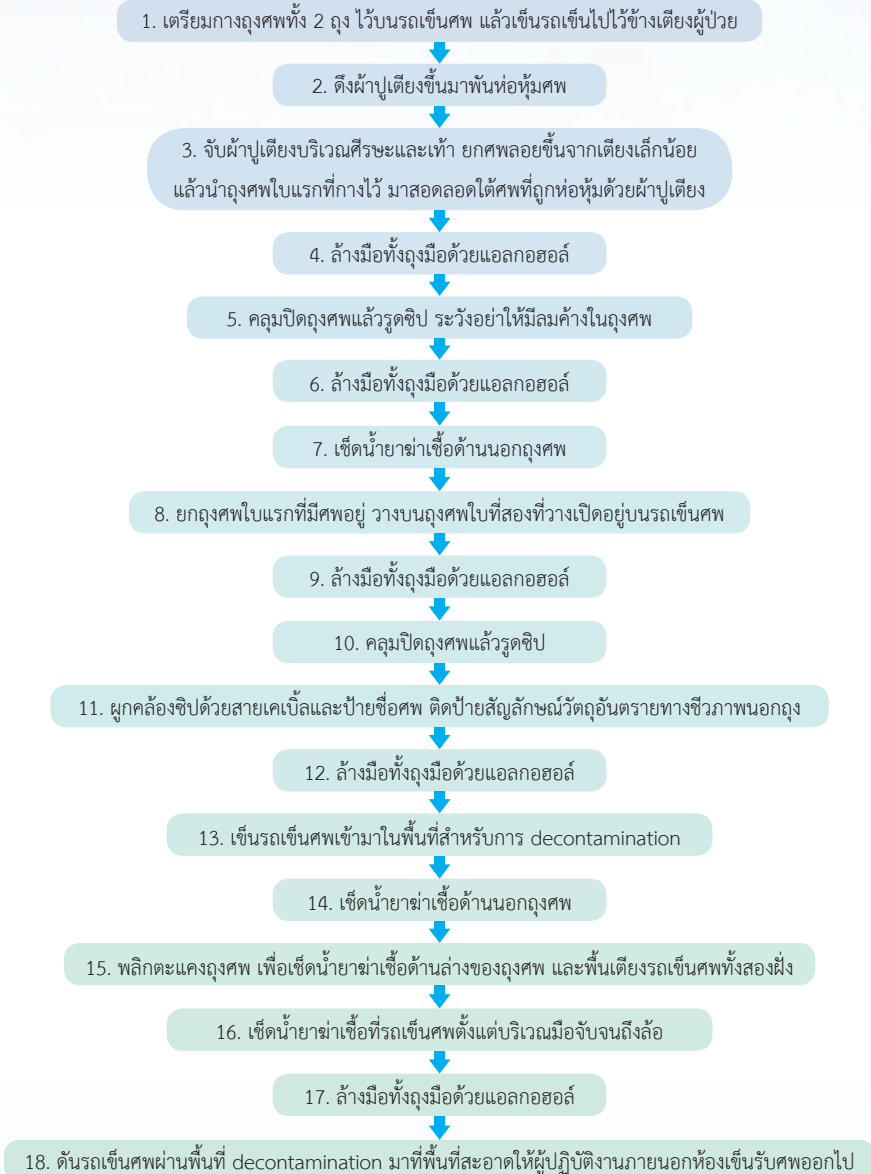 1. เตรียมกางถุงศพทั้ง 2 ถุง ไว้บนรถเข็นศพ แล้วเข็นรถเข็นไปไว้ข้างเตียงผู้ป่วย
2. ดึงผ้าปูเตียงขึ้นมาพันห่อหุ้มศพ
3. จับผ้าปูเตียงบริเวณศีรษะและเท้า ยกศพลอยขึ้นจากเตียงเล็กน้อย
แล้วนำถุงศพใบแรกที่กางไว้ มาสอดลอดใต้ศพที่ถูกห่อหุ้มด้วยผ้าปูเตียง
4. ล้างมือทั้งถุงมือด้วยแอลกอฮอล์
5. คลุมปิดถุงศพแล้วรูดซิป ระวังอย่าให้มีลมค้างในถุงศพ
6. ล้างมือทั้งถุงมือด้วยแอลกอฮอล์
7. เช็ดน้ำยาฆ่าเชื้อด้านนอกถุงศพ
8. ยกถุงศพใบแรกที่มีศพอยู่ วางบนถุงศพใบที่สองที่วางเปิดอยู่บนรถเข็นศพ
9. ล้างมือทั้งถุงมือด้วยแอลกอฮอล์
10. คลุมปิดถุงศพแล้วรูดซิป
11. ผูกคล้องซิปด้วยสายเคเบิ้ลและป้ายชื่อศพ ติดป้ายสัญลักษณ์วัตถุอันตรายทางชีวภาพนอกถุง
12. ล้างมือทั้งถุงมือด้วยแอลกอฮอล์
13. เข็นรถเข็นศพเข้ามาในพื้นที่สำหรับการ decontamination
14. เช็ดน้ำยาฆ่าเชื้อด้านนอกถุงศพ
15. พลิกตะแคงถุงศพ เพื่อเช็ดน้ำยาฆ่าเชื้อด้านล่างของถุงศพ และพื้นเตียงรถเข็นศพทั้งสองฝั่ง
16. เช็ดน้ำยาฆ่าเชื้อที่รถเข็นศพตั้งแต่บริเวณมือจับจนถึงล้อ
17. ล้างมือทั้งถุงมือด้วยแอลกอฮอล์
18. ดันรถเข็นศพผ่านพื้นที่ decontamination มาที่พื้นที่สะอาดให้ผู้ปฏิบัติงานภายนอกห้องเข็นรับศพออกไป